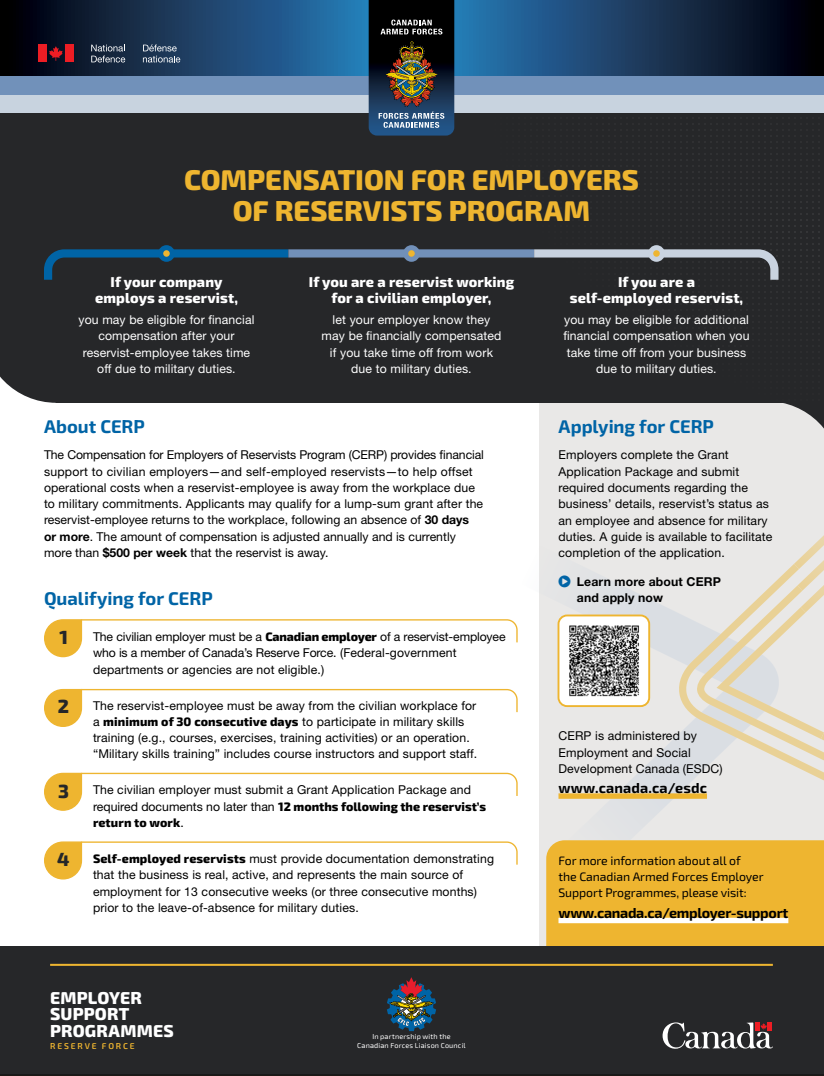 National
Defence
Défense
nationale
CANADIAN
ARMED FORCES
FORCES ARMÉES
CANADIENNES
COMPENSATION FOR EMPLOYERS
OF RESERVISTS PROGRAM
If your company
employs a reservist,
you may be eligible for financial
compensation after your
reservist-employee takes time
off due to military duties.
If you are a reservist working
for a civilian employer,
let your employer know they
may be financially compensated
if you take time off from work
due to military duties.
If you are a
self-employed reservist,
you may be eligible for additional
financial compensation when you
take time off from your business
due to military duties.
About CERP
The Compensation for Employers of Reservists Program (CERP) provides financial
support to civilian employers—and self-employed reservists—to help offset
operational costs when a reservist-employee is away from the workplace due
to military commitments. Applicants may qualify for a lump-sum grant after the
reservist-employee returns to the workplace, following an absence of 30 days
or more. The amount of compensation is adjusted annually and is currently
more than $500 per week that the reservist is away.
Qualifying for CERP
1
The civilian employer must be a Canadian employer of a reservist-employee
who is a member of Canada's Reserve Force. (Federal-government
departments or agencies are not eligible.)
2
The reservist-employee must be away from the civilian workplace for
a minimum of 30 consecutive days to participate in military skills
training (e.g., courses, exercises, training activities) or an operation.
“Military skills training” includes course instructors and support staff.
3
The civilian employer must submit a Grant Application Package and
required documents no later than 12 months following the reservist's
return to work.
4
Self-employed reservists must provide documentation demonstrating
that the business is real, active, and represents the main source of
employment for 13 consecutive weeks (or three consecutive months)
prior to the leave-of-absence for military duties.
Applying for CERP
Employers complete the Grant
Application Package and submit
required documents regarding the
business' details, reservist's status as
an employee and absence for military
duties. A guide is available to facilitate
completion of the application.
Learn more about CERP
and apply now
CERP is administered by
Employment and Social
Development Canada (ESDC)
www.canada.ca/esdc
For more information about all of
the Canadian Armed Forces Employer
Support Programmes, please visit:
www.canada.ca/employer-support
EMPLOYER
SUPPORT
PROGRAMMES
RESERVE FORCE
In partnership with the
Canadian Forces Liaison Council
Canada